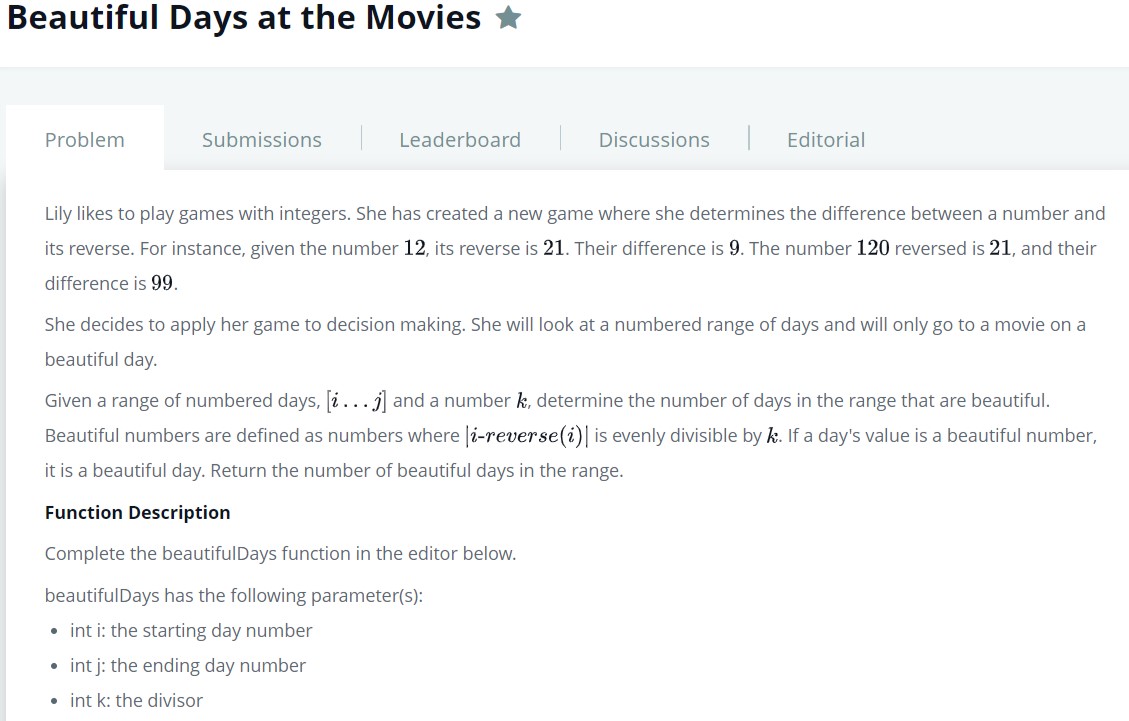 Beautiful Days at the Movies
Problem
Submissions
Leaderboard
Discussions
Editorial
Lily likes to play games with integers. She has created a new game where she determines the difference between a number and
its reverse. For instance, given the number 12, its reverse is 21. Their difference is 9. The number 120 reversed is 21, and their
difference is 99.
She decides to apply her game to decision making. She will look at a numbered range of days and will only go to a movie on a
beautiful day.
Given a range of numbered days, [i . . . j] and a number k, determine the number of days in the range that are beautiful.
Beautiful numbers are defined as numbers where |i-reverse(i)| is evenly divisible by k. If a day's value is a beautiful number,
it is a beautiful day. Return the number of beautiful days in the range.
Function Description
Complete the beautifulDays function in the editor below.
beautifulDays has the following parameter(s):
• int i: the starting day number
• int j: the ending day number
• int k: the divisor